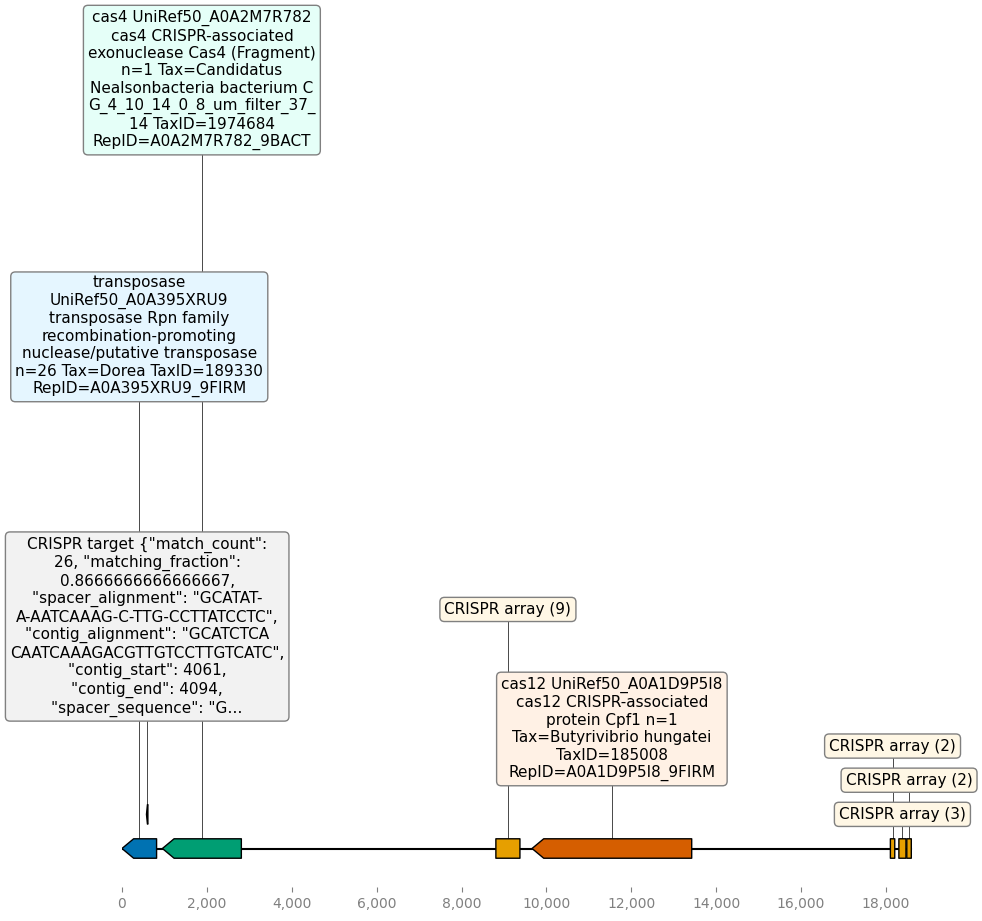 cas4 UniRef50_A0A2M7R782
cas4 CRISPR-associated
exonuclease Cas4 (Fragment)
n=1 Tax=Candidatus
Nealsonbacteria bacterium C
G_4_10_14_0_8_um_filter_37_
14 TaxID=1974684
RepID=A0A2M7R782_9BACT
transposase
UniRef50_A0A395XRU9
transposase Rpn family
recombination-promoting
nuclease/putative transposase
n=26 Tax=Dorea TaxID=189330
RepID=A0A395XRU9_9FIRM
CRISPR target {"match_count":
26, "matching_fraction":
0.8666666666666667,
"spacer_alignment": "GCATAT-
A-AATCAAAG-C-TTG-CCTTATCCTC",
"contig_alignment": "GCATCTCA
CAATCAAAGACGTTGTCCTTGTCATC",
"contig_start": 4061,
"contig_end": 4094,
"spacer_sequence": "G...
CRISPR array (9)
cas12 UniRef50_A0A1D9P5I8
cas12 CRISPR-associated
protein Cpf1 n=1
Tax=Butyrivibrio hungatei
TaxID=185008
RepID=A0A1D9P5I8_9FIRM
CRISPR array (2)
CRISPR array (2)
CRISPR array (3)
0 2,000 4,000 6,000 8,000 10,000 12,000 14,000 16,000 18,000